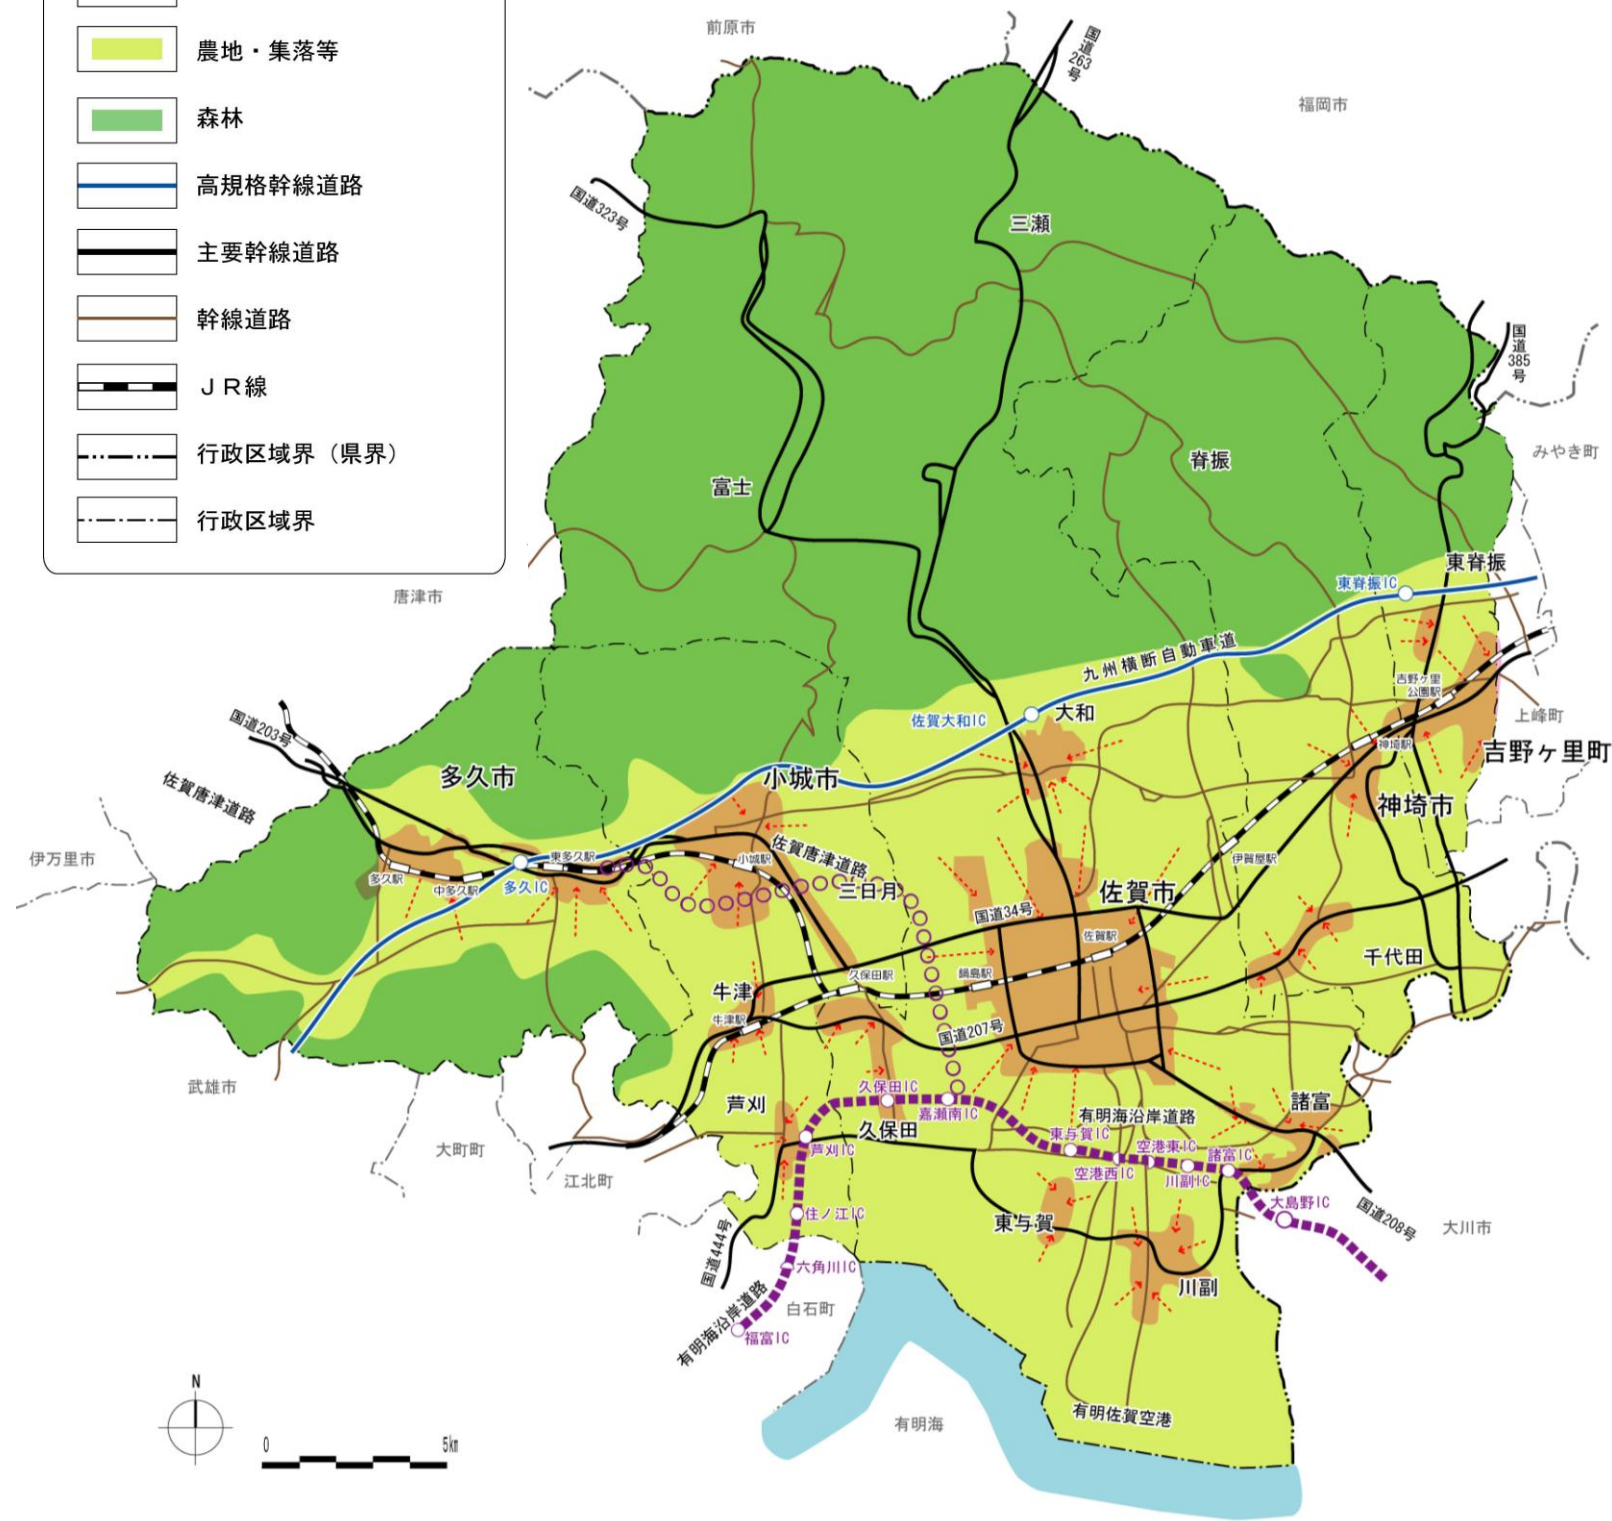 農地・集落等
森林
高規格幹線道路
主要幹線道路
幹線道路
ＪＲ線
行政区域界（県界）
行政区域界
前原市
国道263号
福岡市
国道323号
三瀬
国道385号
みやき町
脊振
富士
東脊振
東脊振IC
唐津市
九州横断自動車道
吉野ヶ里
公園駅
佐賀大和IC
大和
上峰町
国道203号
神埼駅
吉野ヶ里町
多久市
小城市
佐賀唐津道路
神埼市
伊万里市
東多久駅
小城駅
佐賀唐津道路
伊賀屋駅
多久駅
中多久駅
多久IC
三日月
佐賀市
国道34号
佐賀駅
千代田
久保田駅
鍋島駅
牛津
牛津駅
国道207号
武雄市
久保田IC
芦刈
嘉瀬南IC
有明海沿岸道路
諸富
久保田
東与賀IC
大町町
芦刈IC
空港東IC
諸富IC
空港西IC
川副IC
江北町
住ノ江IC
東与賀
大島野IC
国道208号
大川市
国道444号
六角川IC
川副
白石町
有明海沿岸道路
福富IC
N
有明佐賀空港
有明海
0
5km